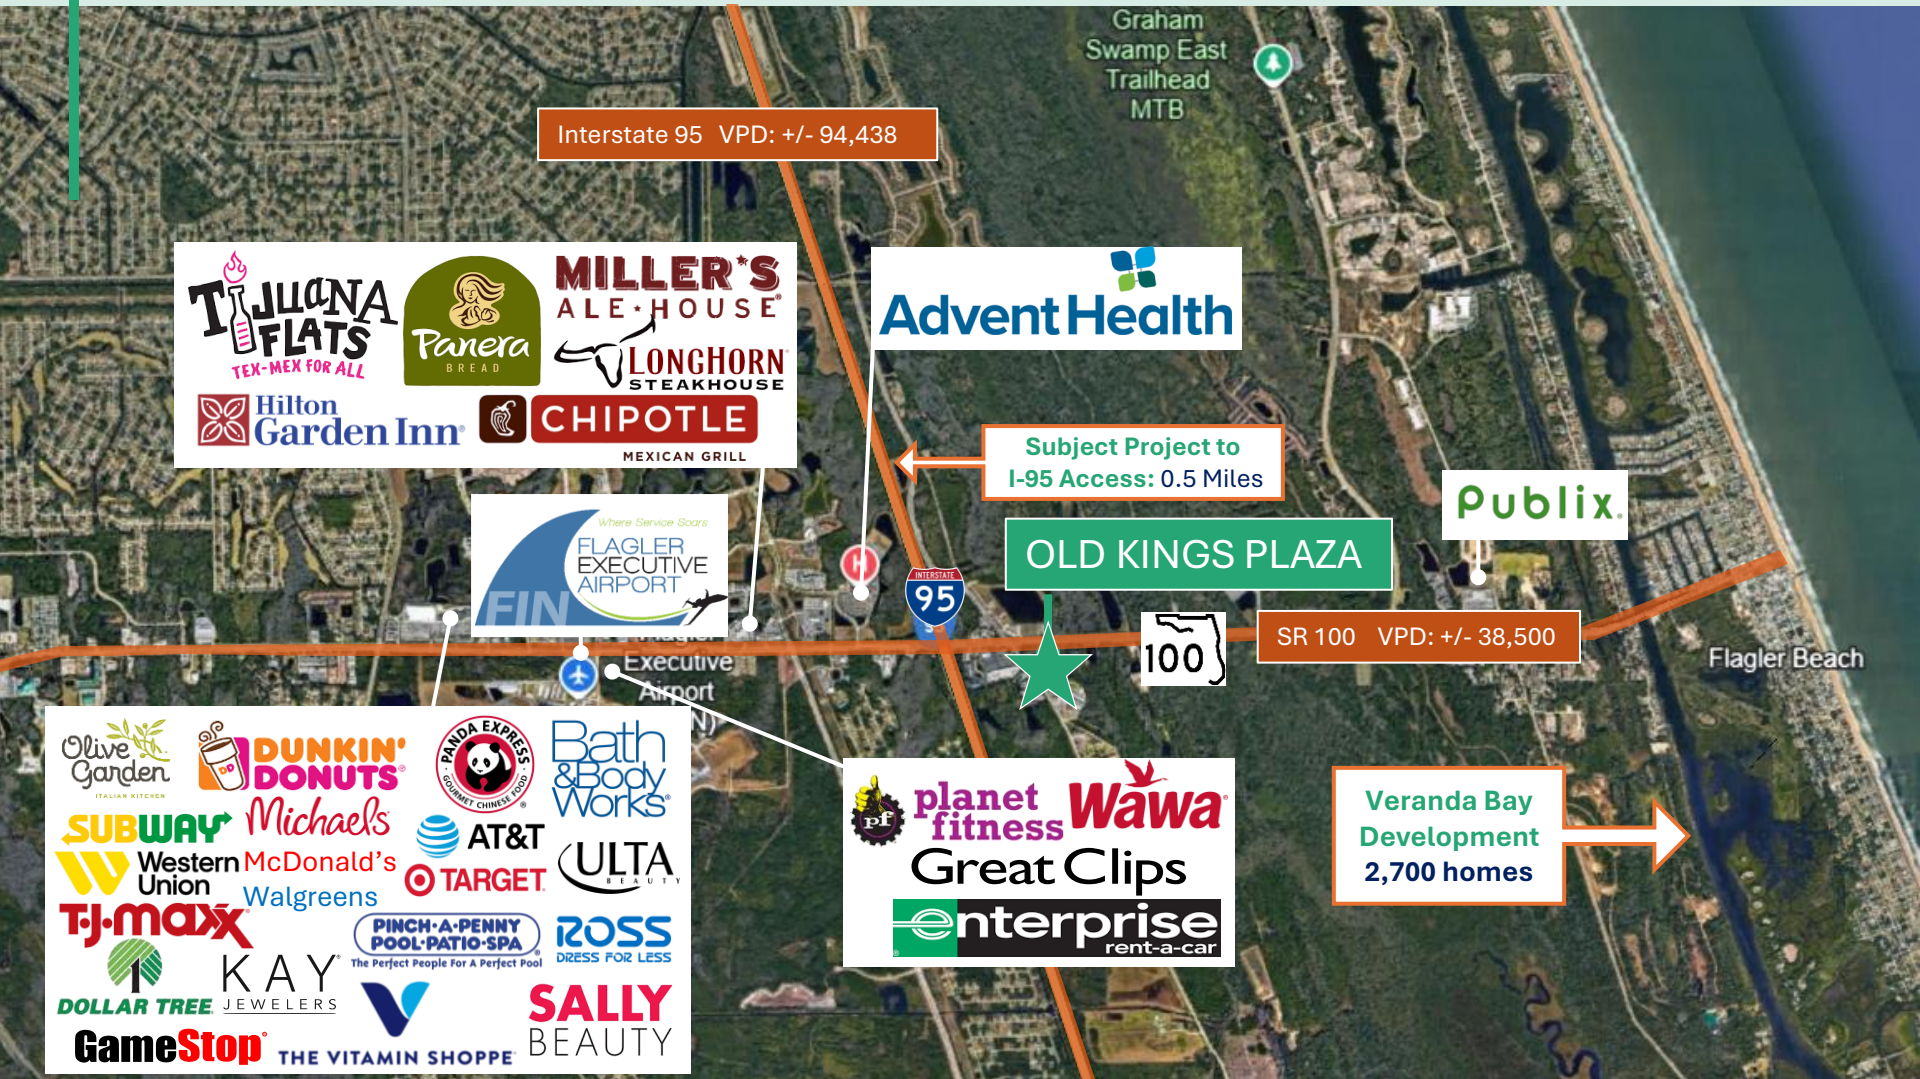 Graham
Swamp East
Trailhead
MTB
Interstate 95 VPD: +/- 94,438
TIJUANA
FLATS
TEX-MEX FOR ALL
Panera
BREAD
MILLER'S
ALE HOUSE
LONGHORN
STEAKHOUSE
Hilton
Garden Inn
CHIPOTLE
MEXICAN GRILL
AdventHealth
Subject Project to
I-95 Access: 0.5 Miles
Publix.
Where Service Soars
FLAGLER
EXECUTIVE
AIRPORT
FIN
INTERSTATE
95
OLD KINGS PLAZA
100
SR 100 VPD: +/- 38,500
Flagler
Executive
Airport
N)
Flagler Beach
Olive
Garden
ITALIAN KITCHEN
DUNKIN'
DONUTS
DD
PANDA EXPRESS
GOURMET CHINESE FOOD
Bath
&Body
Works
SUBWAY
Michaels
AT&T
Western
Union
McDonald's
Walgreens
TARGET
ULTA
BEAUTY
T·J·maxx
PINCH·A·PENNY
POOL·PATIO·SPA
The Perfect People For A Perfect Pool
ROSS
DRESS FOR LESS
DOLLAR TREE
KAY
JEWELERS
GameStop
THE VITAMIN SHOPPE
SALLY
BEAUTY
pf
planet
fitness
Wawa
Great Clips
enterprise
rent-a-car
Veranda Bay
Development
2,700 homes